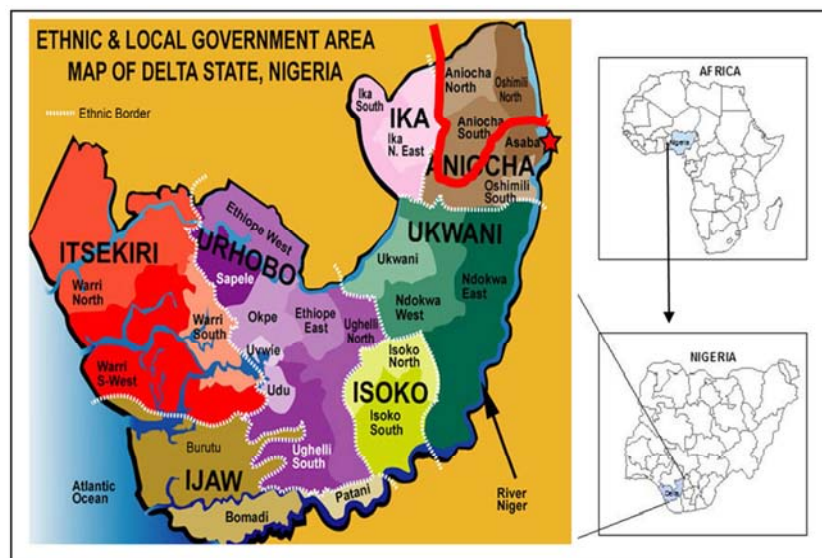 ETHNIC & LOCAL GOVERNMENT AREA
MAP OF DELTA STATE, NIGERIA
Ethnic Border
Aniocha
North
Oshimili
North
Ika
South
IKA
Ika
N. East
Aniocha
South
Asaba
ANIOCHA
Oshimili
South
Ethiope West
URHOBO
UKWANI
ITSEKIRI
Sapele
Ukwani
Warri
North
Ndokwa
East
Okpe
Ethiope
East
Ndokwa
West
Warri
South
Ughelli
North
Uvwie
Isoko
North
Warri
S-West
Udu
ISOKO
Isoko
South
Burutu
Ughelli
South
IJAW
Atlantic
Ocean
Patani
Bomadi
River
Niger
AFRICA
Nigeria
NIGERIA
Delta